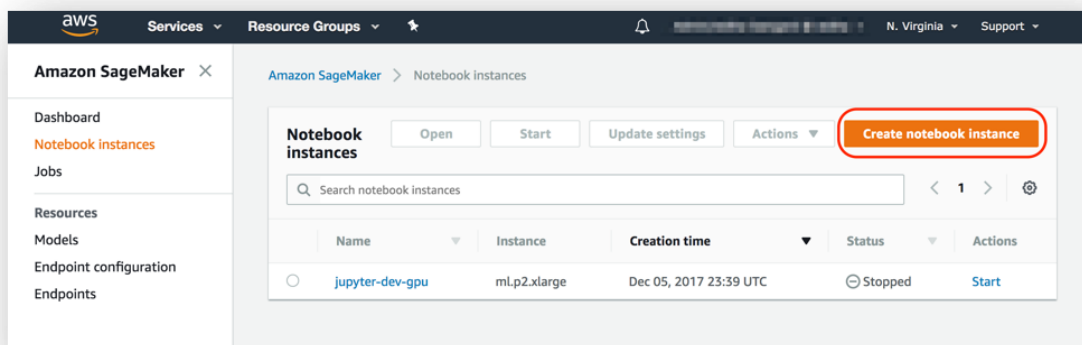 aws Services Resource Groups N. Virginia Support
Amazon SageMaker
Dashboard
Notebook instances
Jobs
Resources
Models
Endpoint configuration
Endpoints
Amazon SageMaker > Notebook instances
Notebook
instances
Open Start Update settings Actions Create notebook instance
Search notebook instances
< 1 >
Name Instance Creation time Status Actions
jupyter-dev-gpu ml.p2.xlarge Dec 05, 2017 23:39 UTC Stopped Start